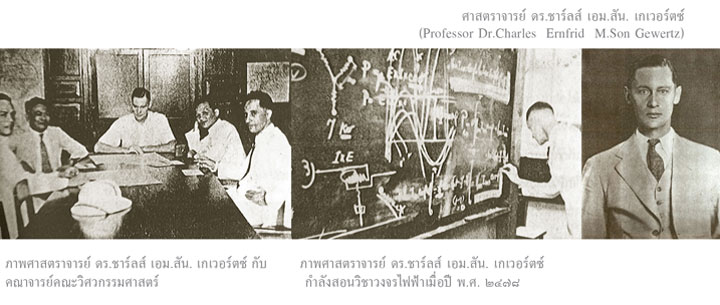 ศาสตราจารย์ ดร.ชาร์ลส์ เอม.สัน. เกเวอร์ตซ์
(Professor Dr.Charles Ernfrid M.Son Gewertz)
ภาพศาสตราจารย์ ดร.ชาร์ลส์ เอม.สัน. เกเวอร์ตซ์ กับ
คณาจารย์คณะวิศวกรรมศาสตร์
ภาพศาสตราจารย์ ดร.ชาร์ลส์ เอม.สัน. เกเวอร์ตซ์
กำลังสอนวิชาวงจรไฟฟ้าเมื่อปี พ.ศ. ๒๔๗๘